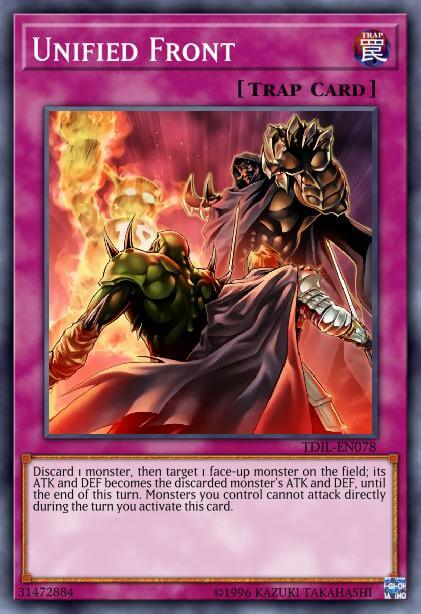 Unified Front
TRAP
罠
[Trap Card]
TDIL-EN078
Discard 1 monster, then target 1 face-up monster on the field; its
ATK and DEF becomes the discarded monster's ATK and DEF, until
the end of this turn. Monsters you control cannot attack directly
during the turn you activate this card.
31472884
©1996 KAZUKI TAKAHASHI